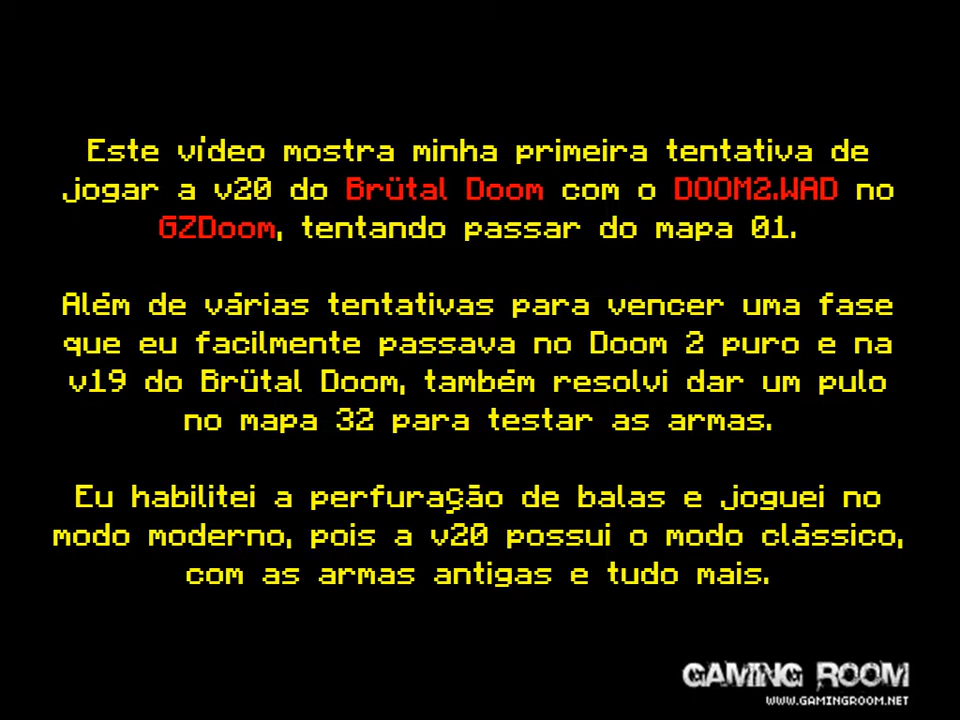 Este vídeo mostra minha primeira tentativa de
jogar a v20 do Brütal Doom com o DOOM2.WAD no
GZDoom, tentando passar do mapa 01.
Além de várias tentativas para vencer uma fase
que eu facilmente passava no Doom 2 puro e na
v19 do Brütal Doom, também resolvi dar um pulo
no mapa 32 para testar as armas.
Eu habilitei a perfuração de balas e joguei no
modo moderno, pois a v20 possui o modo clássico,
com as armas antigas e tudo mais.
GAMING ROOM
WWW.GAMINGROOM.NET